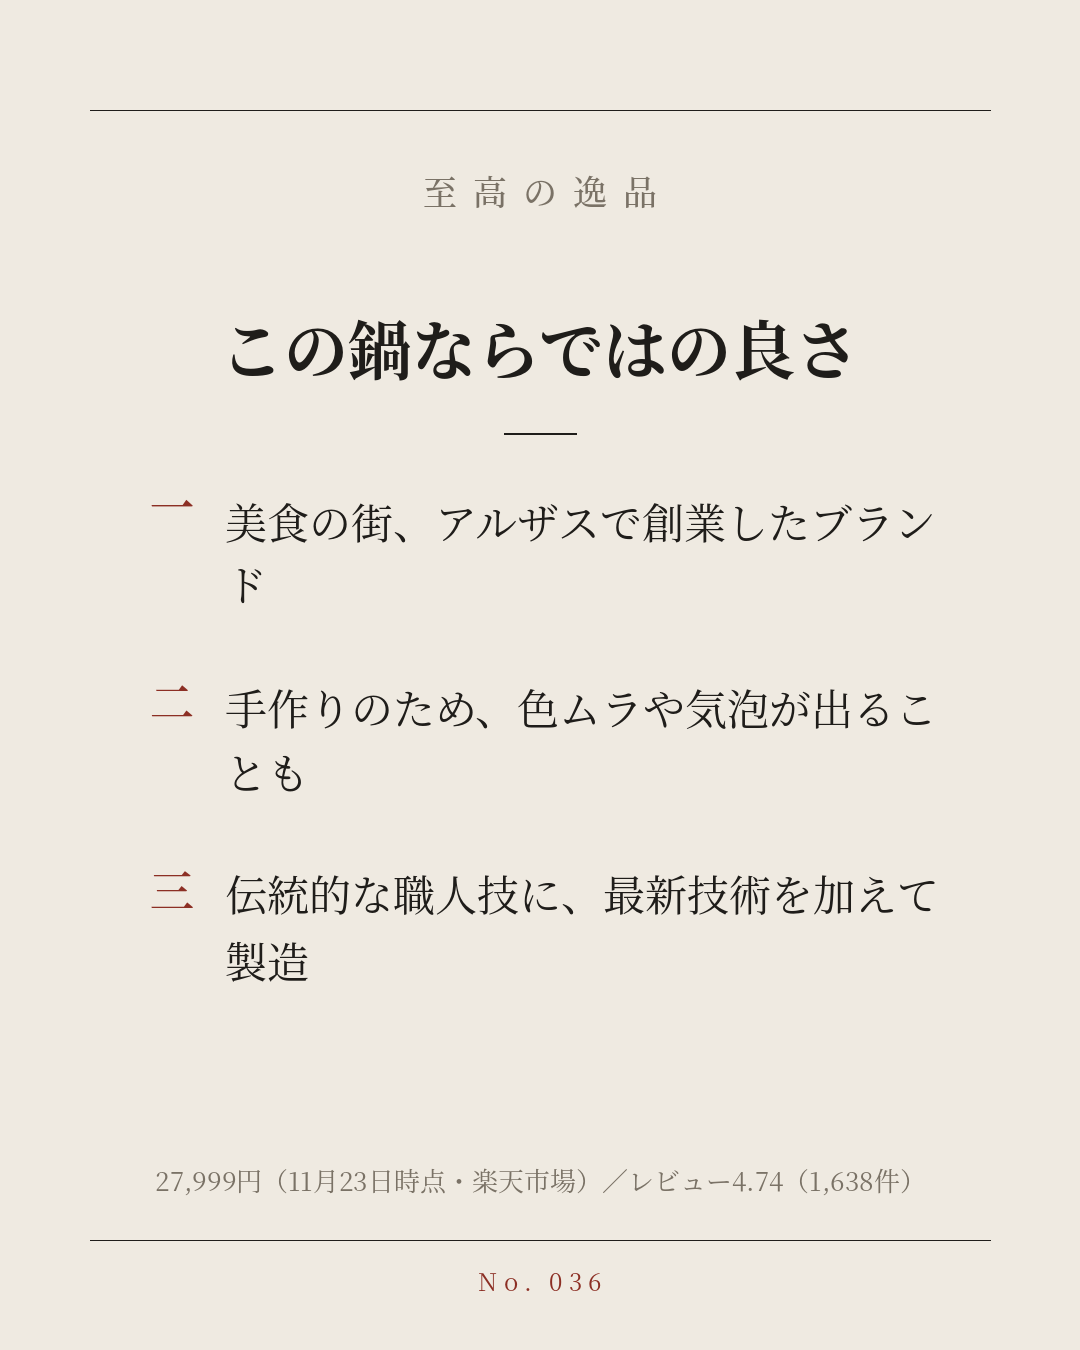 至高の逸品
この鍋ならではの良さ
一 美食の街、アルザスで創業したブラン
ド
二 手作りのため、色ムラや気泡が出るこ
とも
三 伝統的な職人技に、最新技術を加えて
製造
27,999円（11月23日時点・楽天市場）／レビュー4.74（1,638件）
No. 036